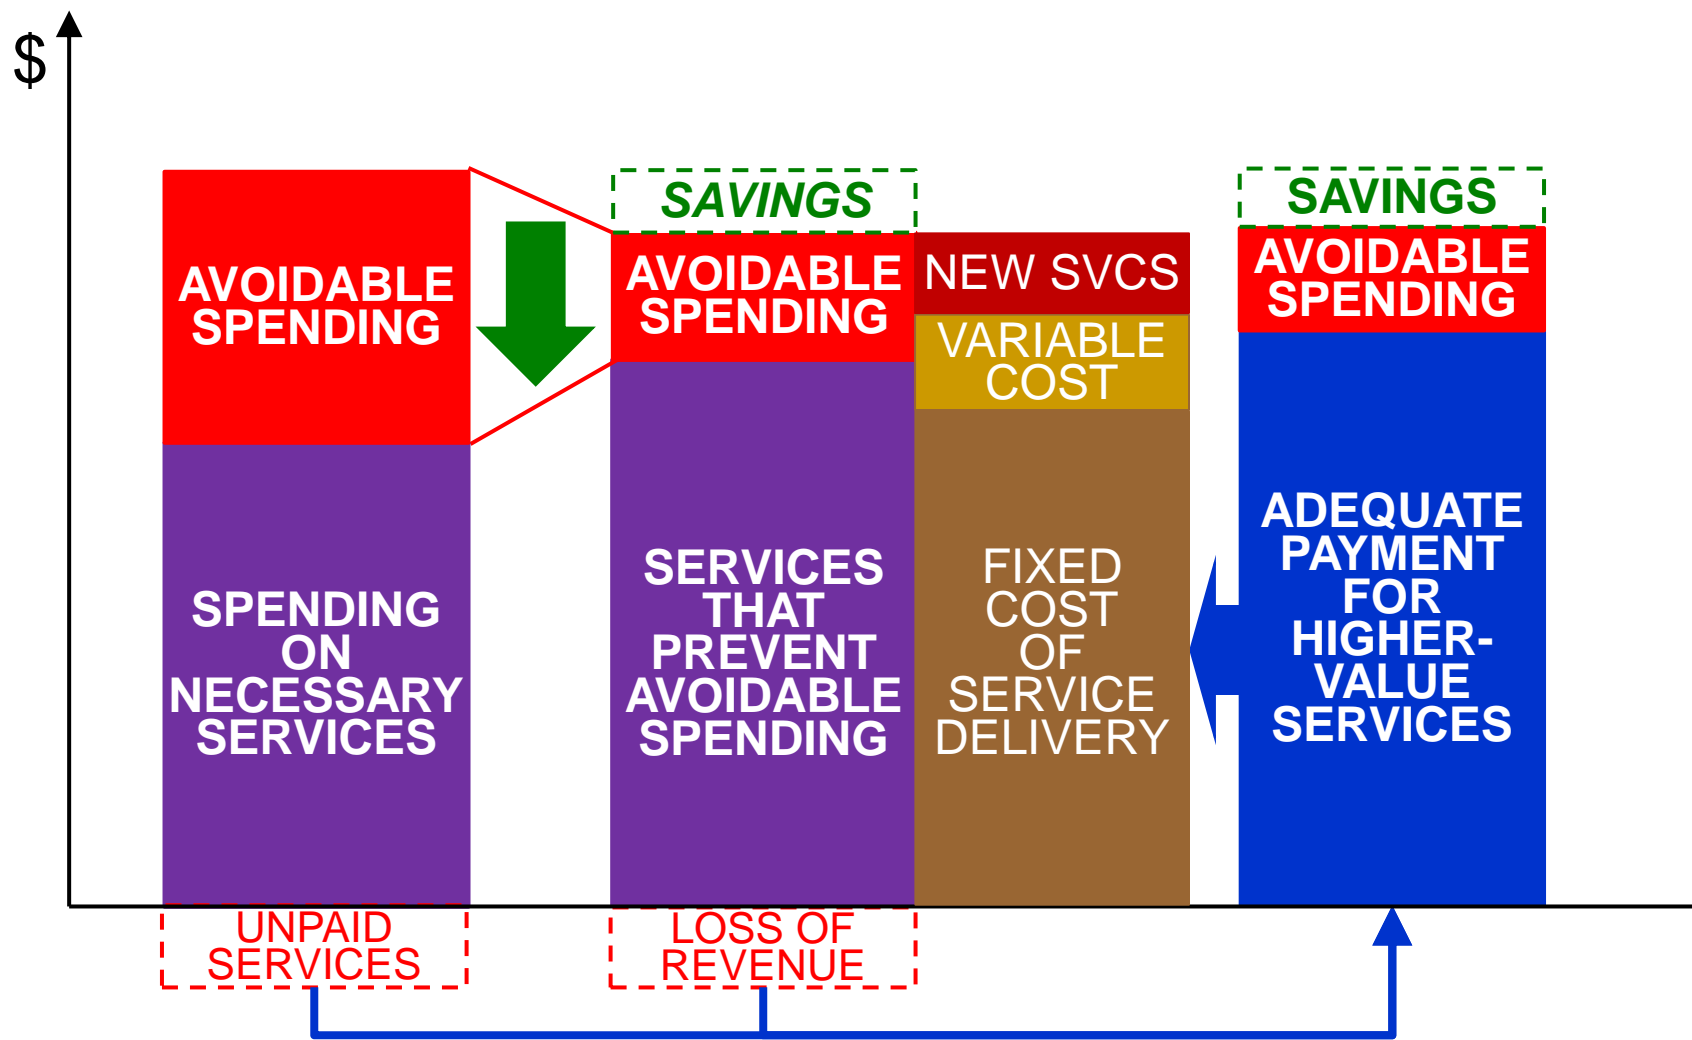 $
AVOIDABLE
SPENDING
SPENDING
ON
NECESSARY
SERVICES
UNPAID
SERVICES
SAVINGS
AVOIDABLE
SPENDING
SERVICES
THAT
PREVENT
AVOIDABLE
SPENDING
LOSS OF
REVENUE
NEW SVCS
VARIABLE
COST
FIXED
COST
OF
SERVICE
DELIVERY
SAVINGS
AVOIDABLE
SPENDING
ADEQUATE
PAYMENT
FOR
HIGHER-
VALUE
SERVICES